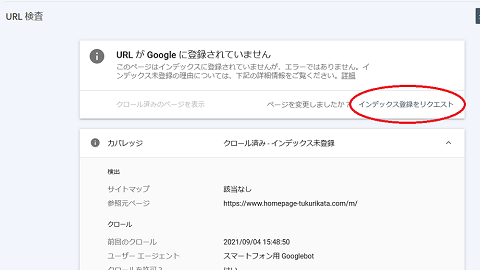 URL 検査
URL が Google に登録されていません
このページはインデックスに登録されていませんが、エラーではありません。イ
ンデックス未登録の理由については、下記の詳細情報をご覧ください。詳細
クロール済みのページを表示 ページを変更しましたか? インデックス登録をリクエスト
カバレッジ クロール済み - インデックス未登録
検出
サイトマップ 該当なし
参照元ページ https://www.homepage-tukurikata.com/m/
クロール
前回のクロール 2021/09/04 15:48:50
ユーザー エージェント スマートフォン用 Googlebot
クロールを許可? はい